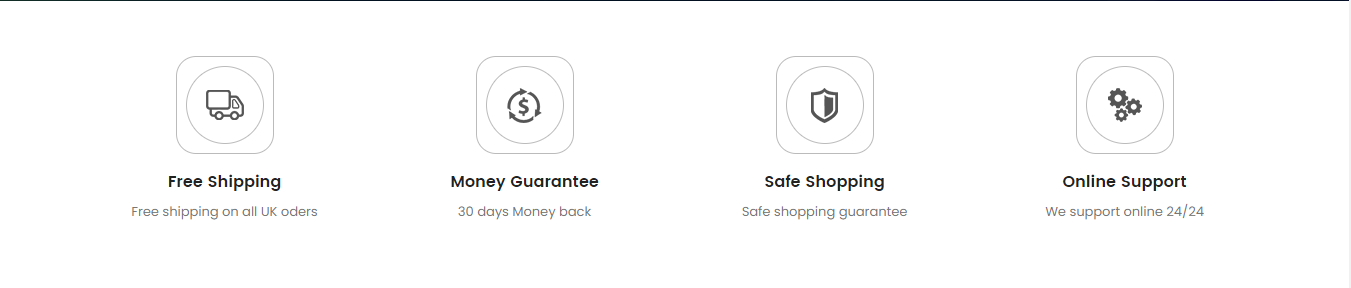 Free Shipping
Free shipping on all UK oders
Money Guarantee
30 days Money back
Safe Shopping
Safe shopping guarantee
Online Support
We support online 24/24